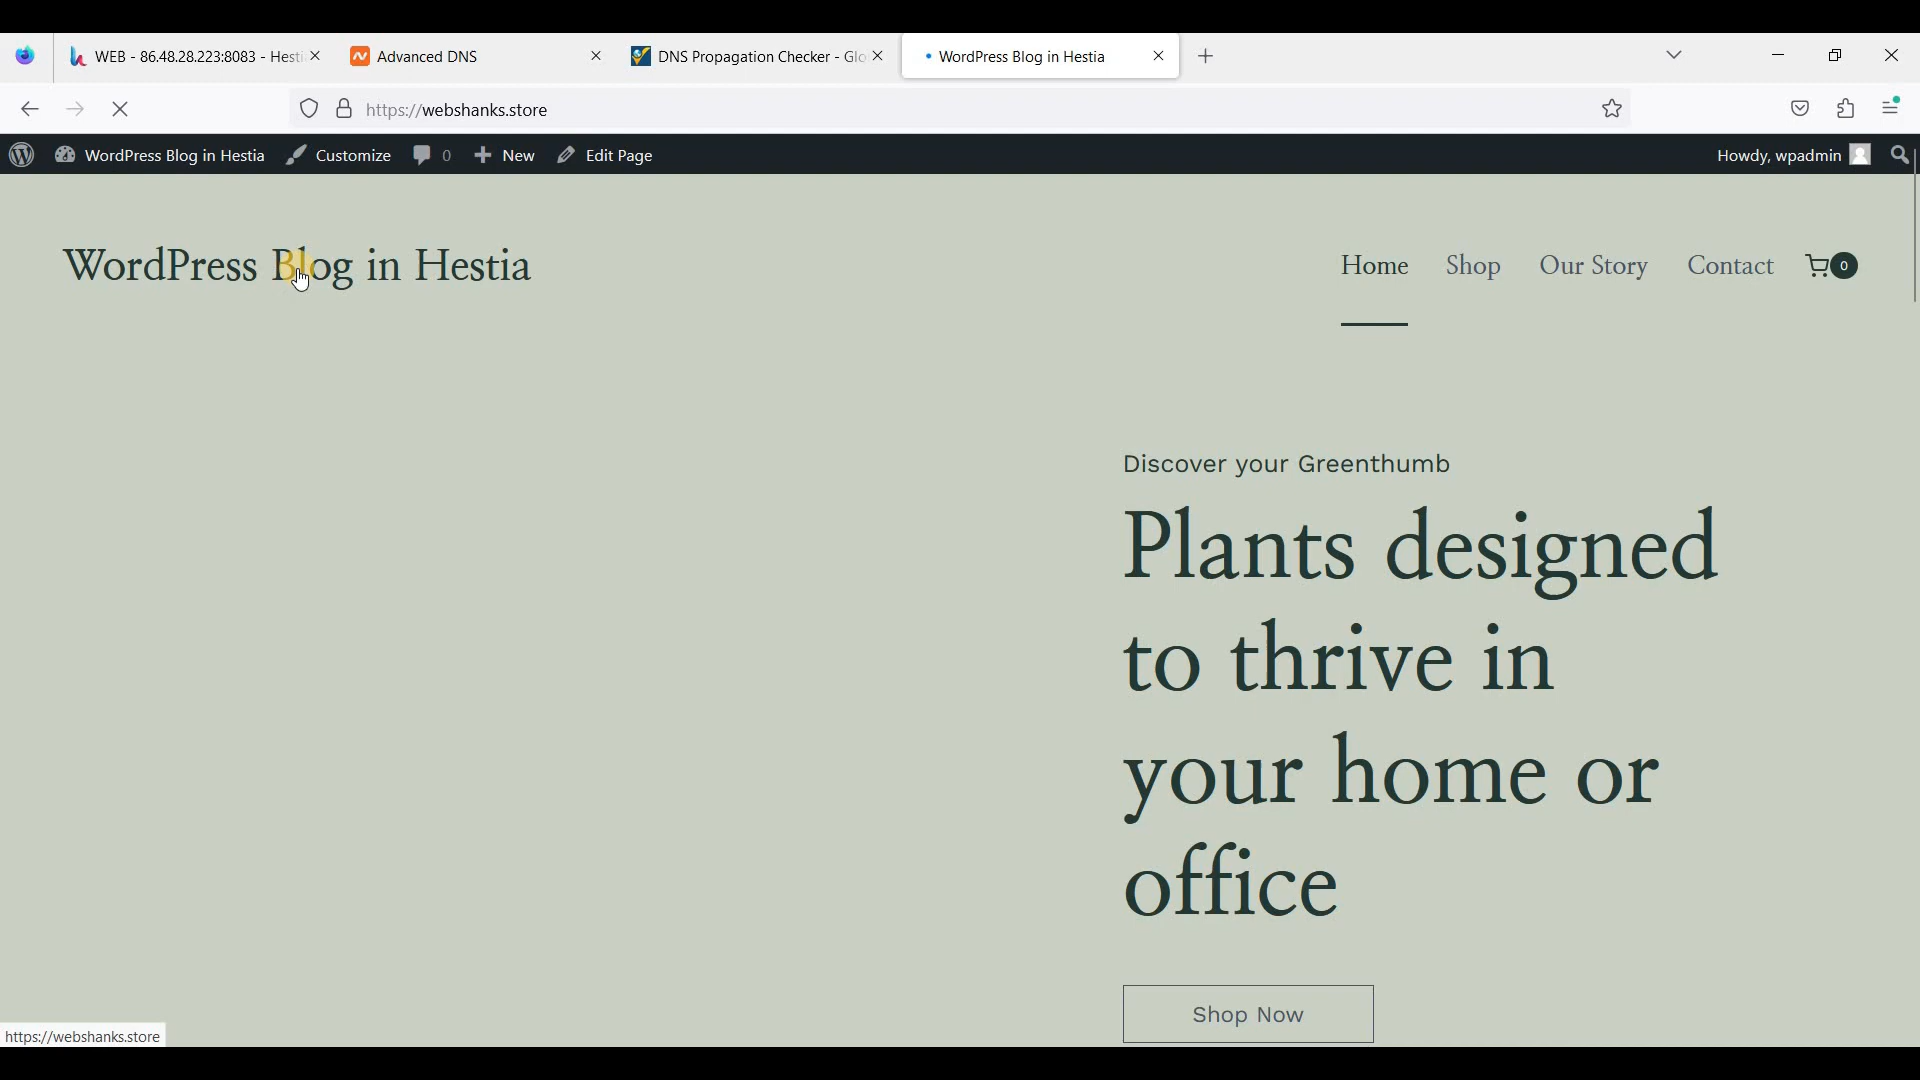 WEB - 86.48.28.223:8083 - Hesti
Advanced DNS
DNS Propagation Checker - Glo
WordPress Blog in Hestia
https://webshanks.store
WordPress Blog in Hestia
Customize
0
New
Edit Page
Howdy, wpadmin
WordPress Blog in Hestia
Home
Shop
Our Story
Contact
0
Discover your Greenthumb
Plants designed
to thrive in
your home or
office
Shop Now
https://webshanks.store